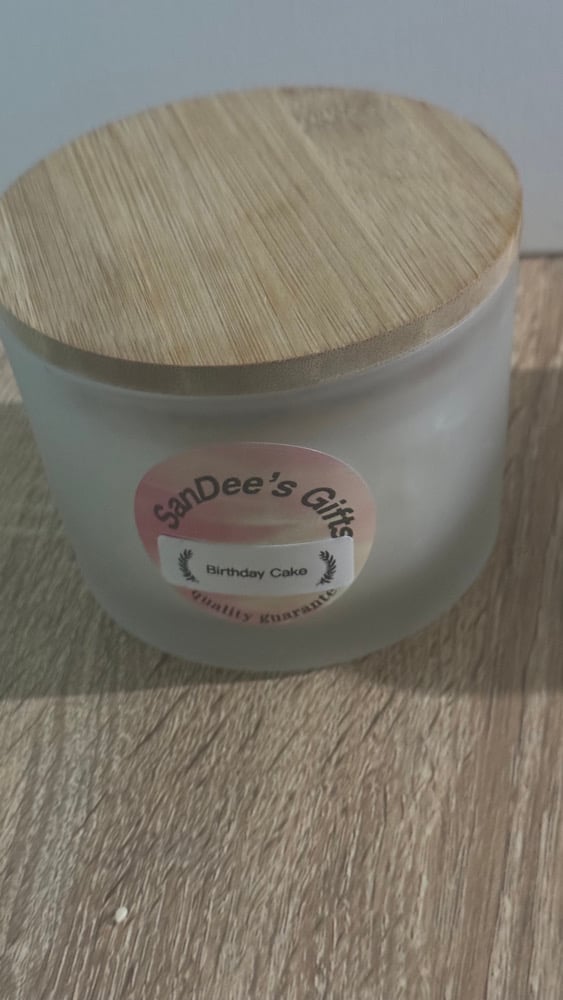 SanDee's Gifts
Birthday Cake
quality guarante